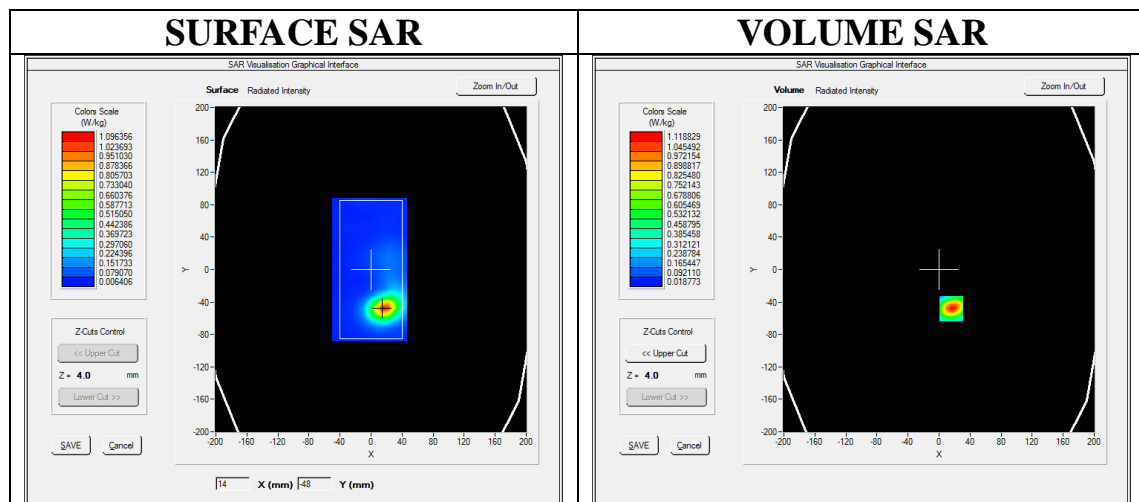 SURFACE SAR
SAR Visualisation Graphical Interface
Surface Radiated Intensity
Zoom In/Out
Colors Scale
(W/kg)
1.096356
1.023693
0.951030
0.878366
0.805703
0.733040
0.660376
0.587713
0.515050
0.442386
0.369723
0.297060
0.224396
0.151733
0.079070
0.006406
Z-Cuts Control
<< Upper Cut
Z = 4.0 mm
Lower Cut >>
SAVE Cancel
200
160
120
80
40
0
-40
-80
-120
-160
-200
Y
-200 -160 -120 -80 -40 0 40 80 120 160 200
X
14 X (mm) -48 Y (mm)
VOLUME SAR
SAR Visualisation Graphical Interface
Volume Radiated Intensity
Zoom In/Out
Colors Scale
(W/kg)
1.118829
1.045492
0.972154
0.898817
0.825480
0.752143
0.678806
0.605469
0.532132
0.458795
0.385458
0.312121
0.238784
0.165447
0.092110
0.018773
Z-Cuts Control
<< Upper Cut
Z = 4.0 mm
Lower Cut >>
SAVE Cancel
200
160
120
80
40
0
-40
-80
-120
-160
-200
Y
-200 -160 -120 -80 -40 0 40 80 120 160 200
X